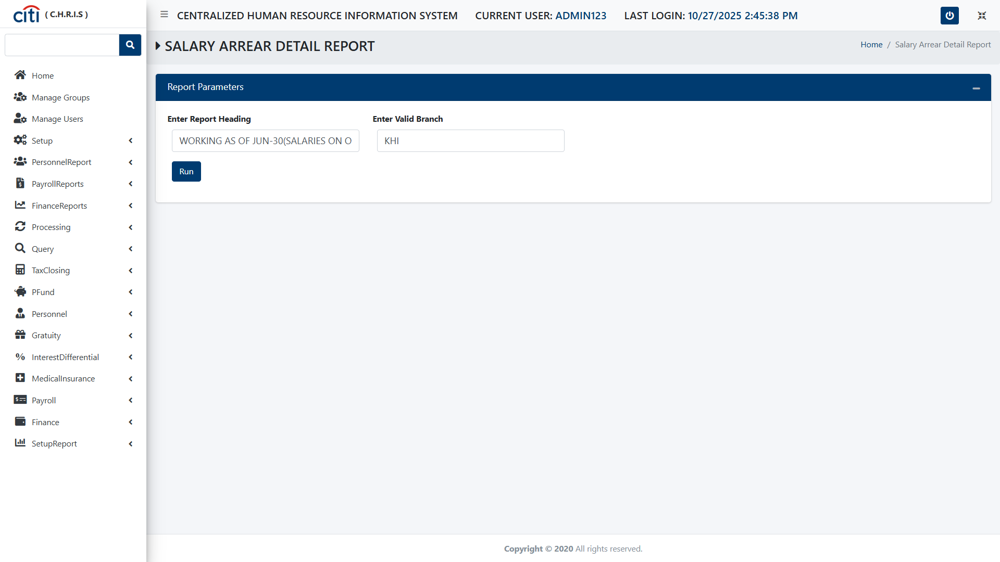 citi ( C.H.R.I.S )
CENTRALIZED HUMAN RESOURCE INFORMATION SYSTEM CURRENT USER: ADMIN123 LAST LOGIN: 10/27/2025 2:45:38 PM
SALARY ARREAR DETAIL REPORT
Home / Salary Arrear Detail Report
Home
Manage Groups
Manage Users
Setup
PersonnelReport
PayrollReports
FinanceReports
Processing
Query
TaxClosing
PFund
Personnel
Gratuity
InterestDifferential
MedicalInsurance
Payroll
Finance
SetupReport
Report Parameters
Enter Report Heading
WORKING AS OF JUN-30(SALARIES ON O
Enter Valid Branch
KHI
Run
Copyright © 2020 All rights reserved.